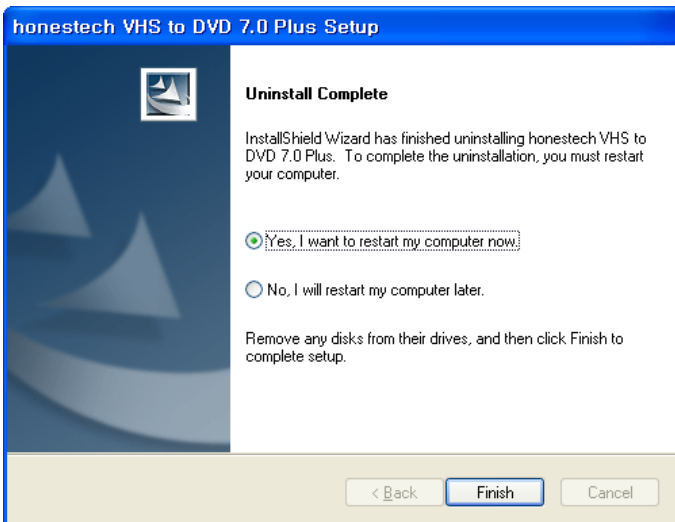 honestech VHS to DVD 7.0 Plus Setup
Uninstall Complete
InstallShield Wizard has finished uninstalling honestech VHS to
DVD 7.0 Plus. To complete the uninstallation, you must restart
your computer.
Yes, I want to restart my computer now.
No, I will restart my computer later.
Remove any disks from their drives, and then click Finish to
complete setup.
< Back Finish Cancel